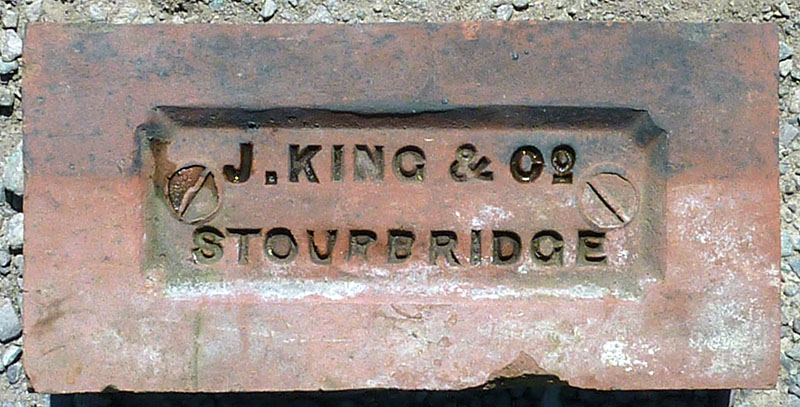 J. KING & Co
STOURBRIDGE